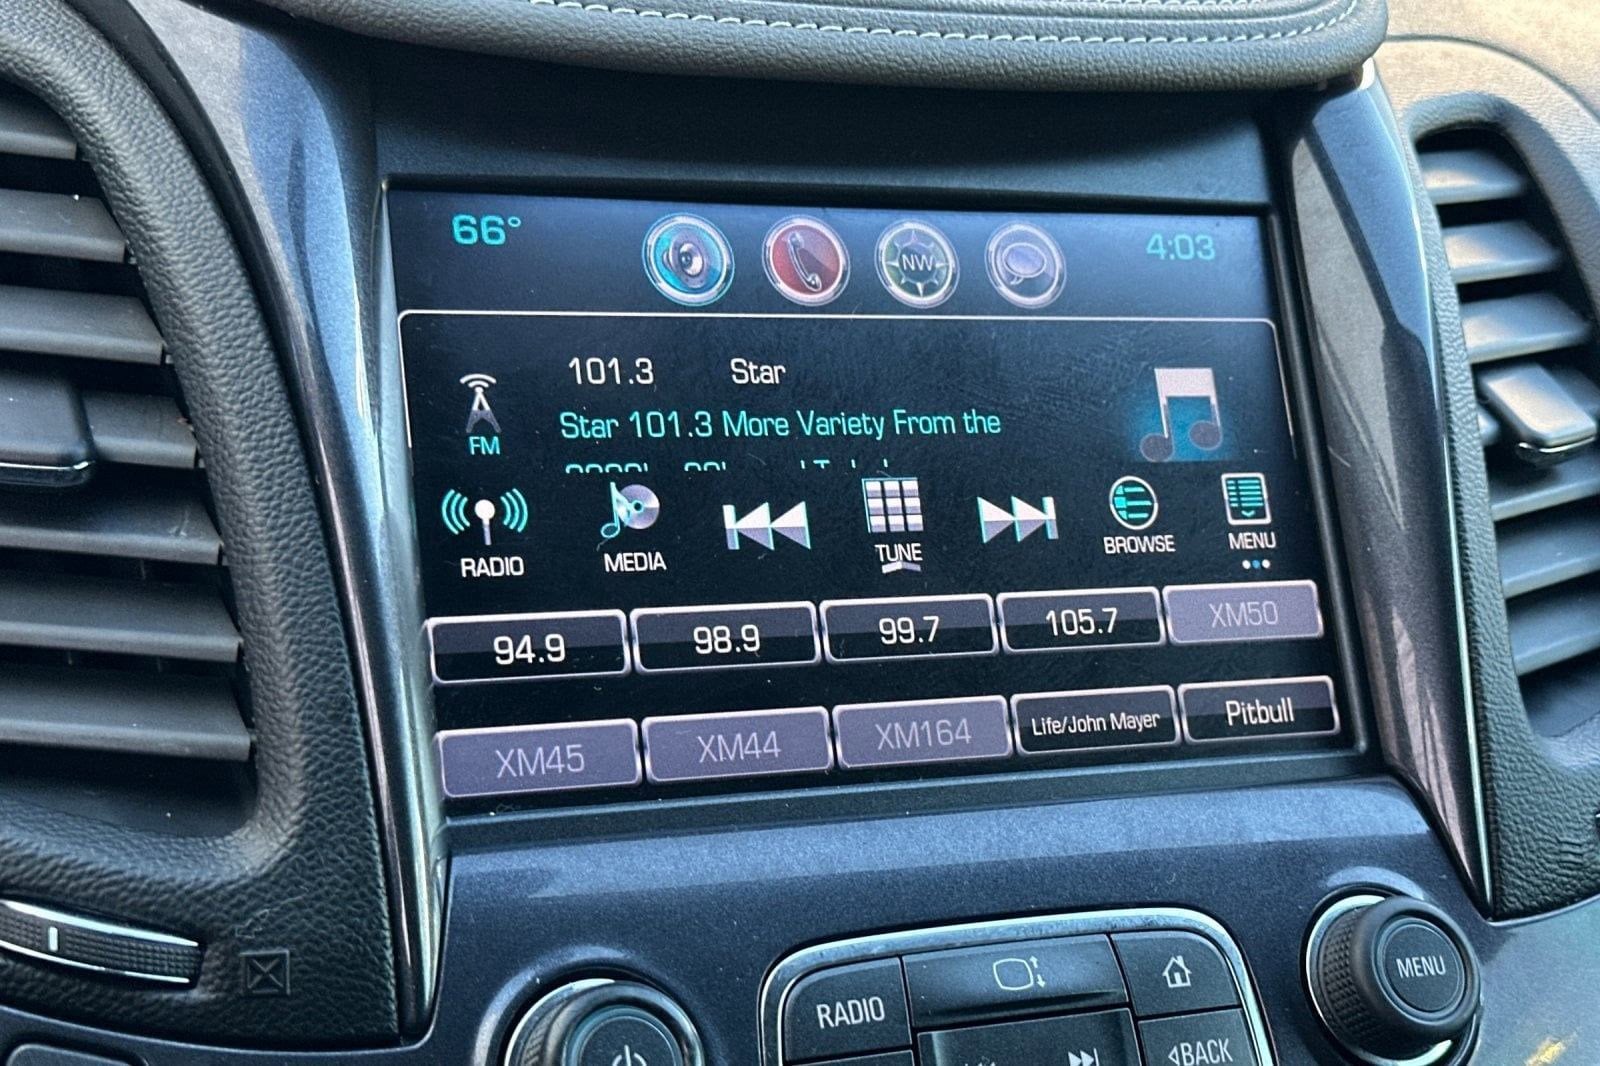 66°
NW
4:03
101.3 Star
FM
Star 101.3 More Variety From the
RADIO
MEDIA
TUNE
BROWSE
MENU
94.9
98.9
99.7
105.7
XM50
XM45
XM44
XM164
Life/John Mayer
Pitbull
RADIO
MENU
BACK